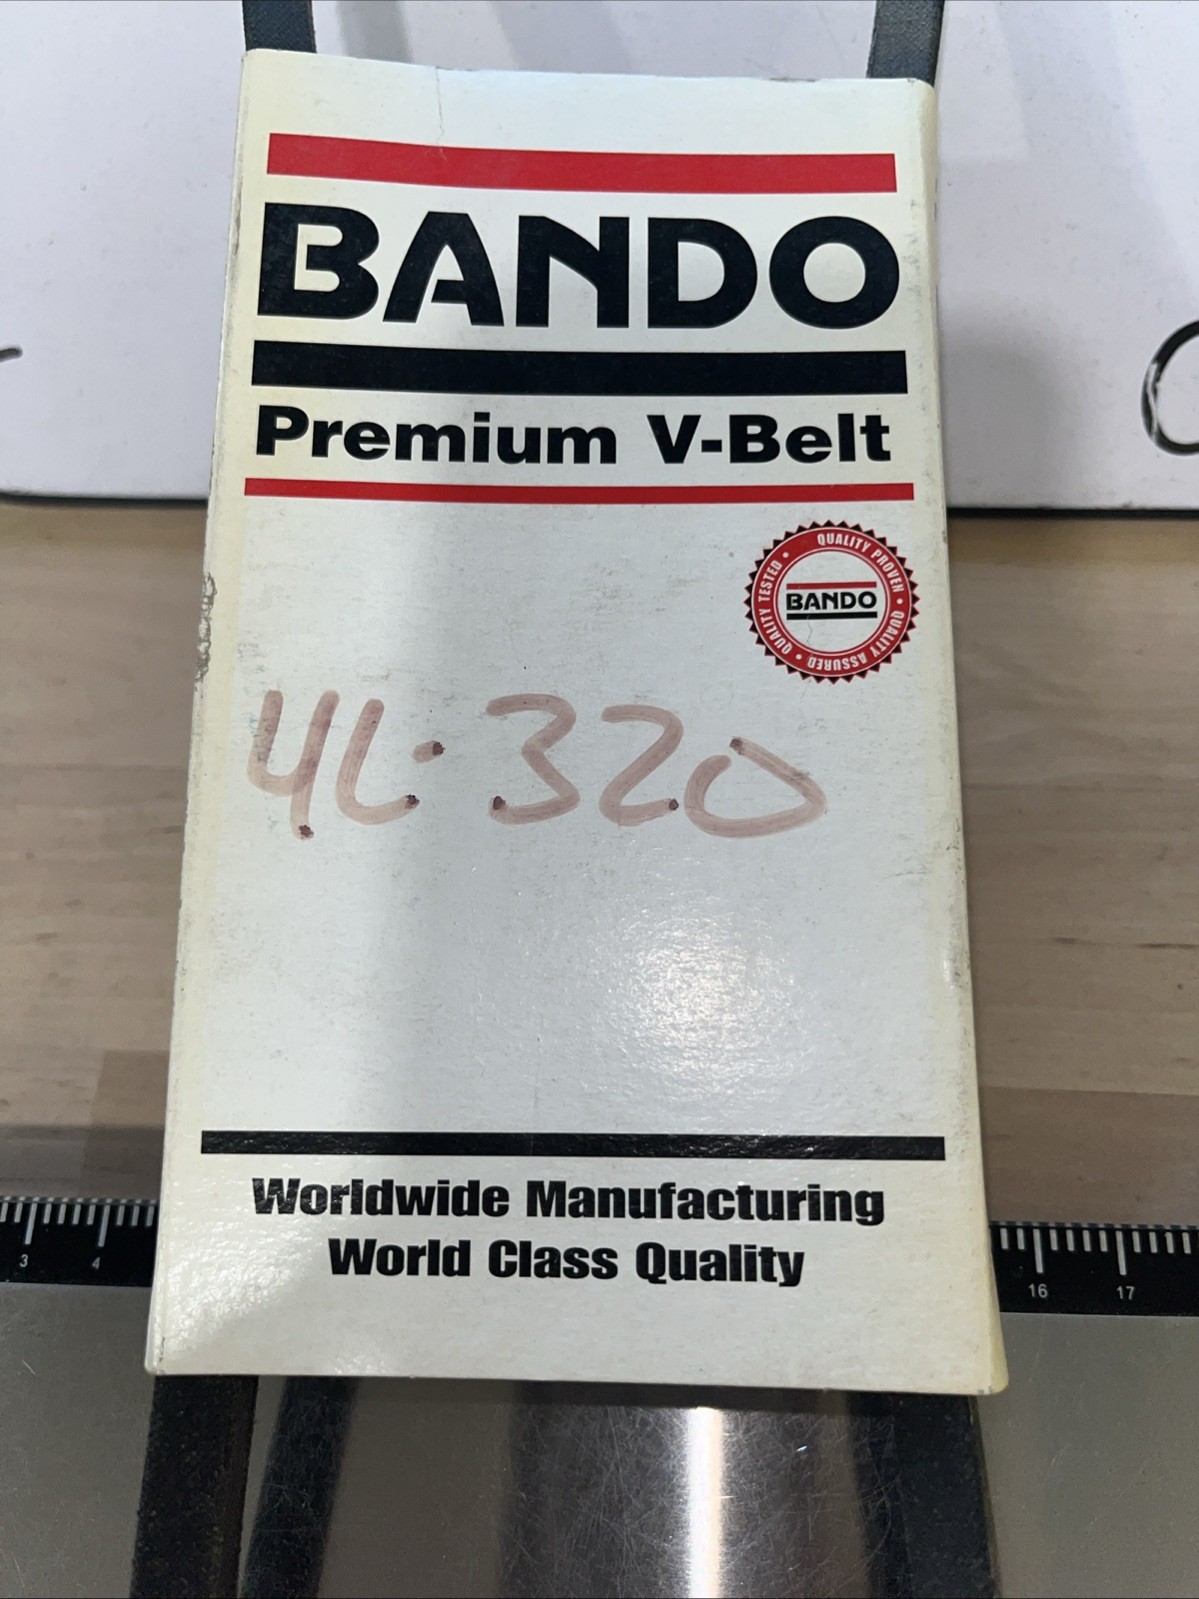 BANDO
Premium V-Belt
QUALITY TESTED • QUALITY PROVEN • QUALITY ASSURED •
BANDO
4L·320
Worldwide Manufacturing
World Class Quality
3 4 16 17